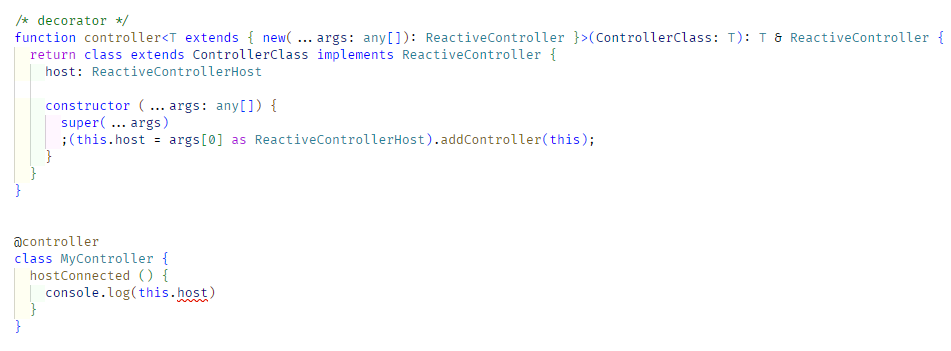 /* decorator */
function controller<T extends { new(...args: any[]): ReactiveController }>(ControllerClass: T): T & ReactiveController {
  return class extends ControllerClass implements ReactiveController {
    host: ReactiveControllerHost

    constructor (...args: any[]) {
      super(...args)
      ;(this.host = args[0] as ReactiveControllerHost).addController(this);
    }
  }
}

@controller
class MyController {
  hostConnected () {
    console.log(this.host)
  }
}